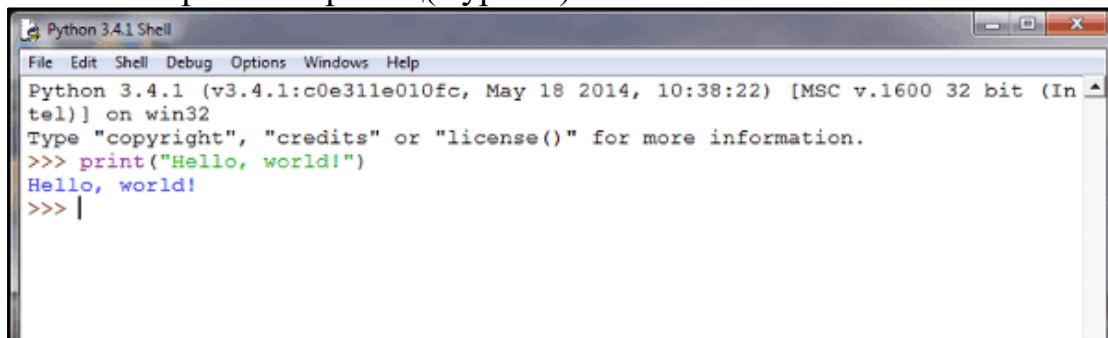 Python 3.4.1 Shell
File Edit Shell Debug Options Windows Help
Python 3.4.1 (v3.4.1:c0e311e010fc, May 18 2014, 10:38:22) [MSC v.1600 32 bit (In
tel)] on win32
Type "copyright", "credits" or "license()" for more information.
>>> print("Hello, world!")
Hello, world!
>>>